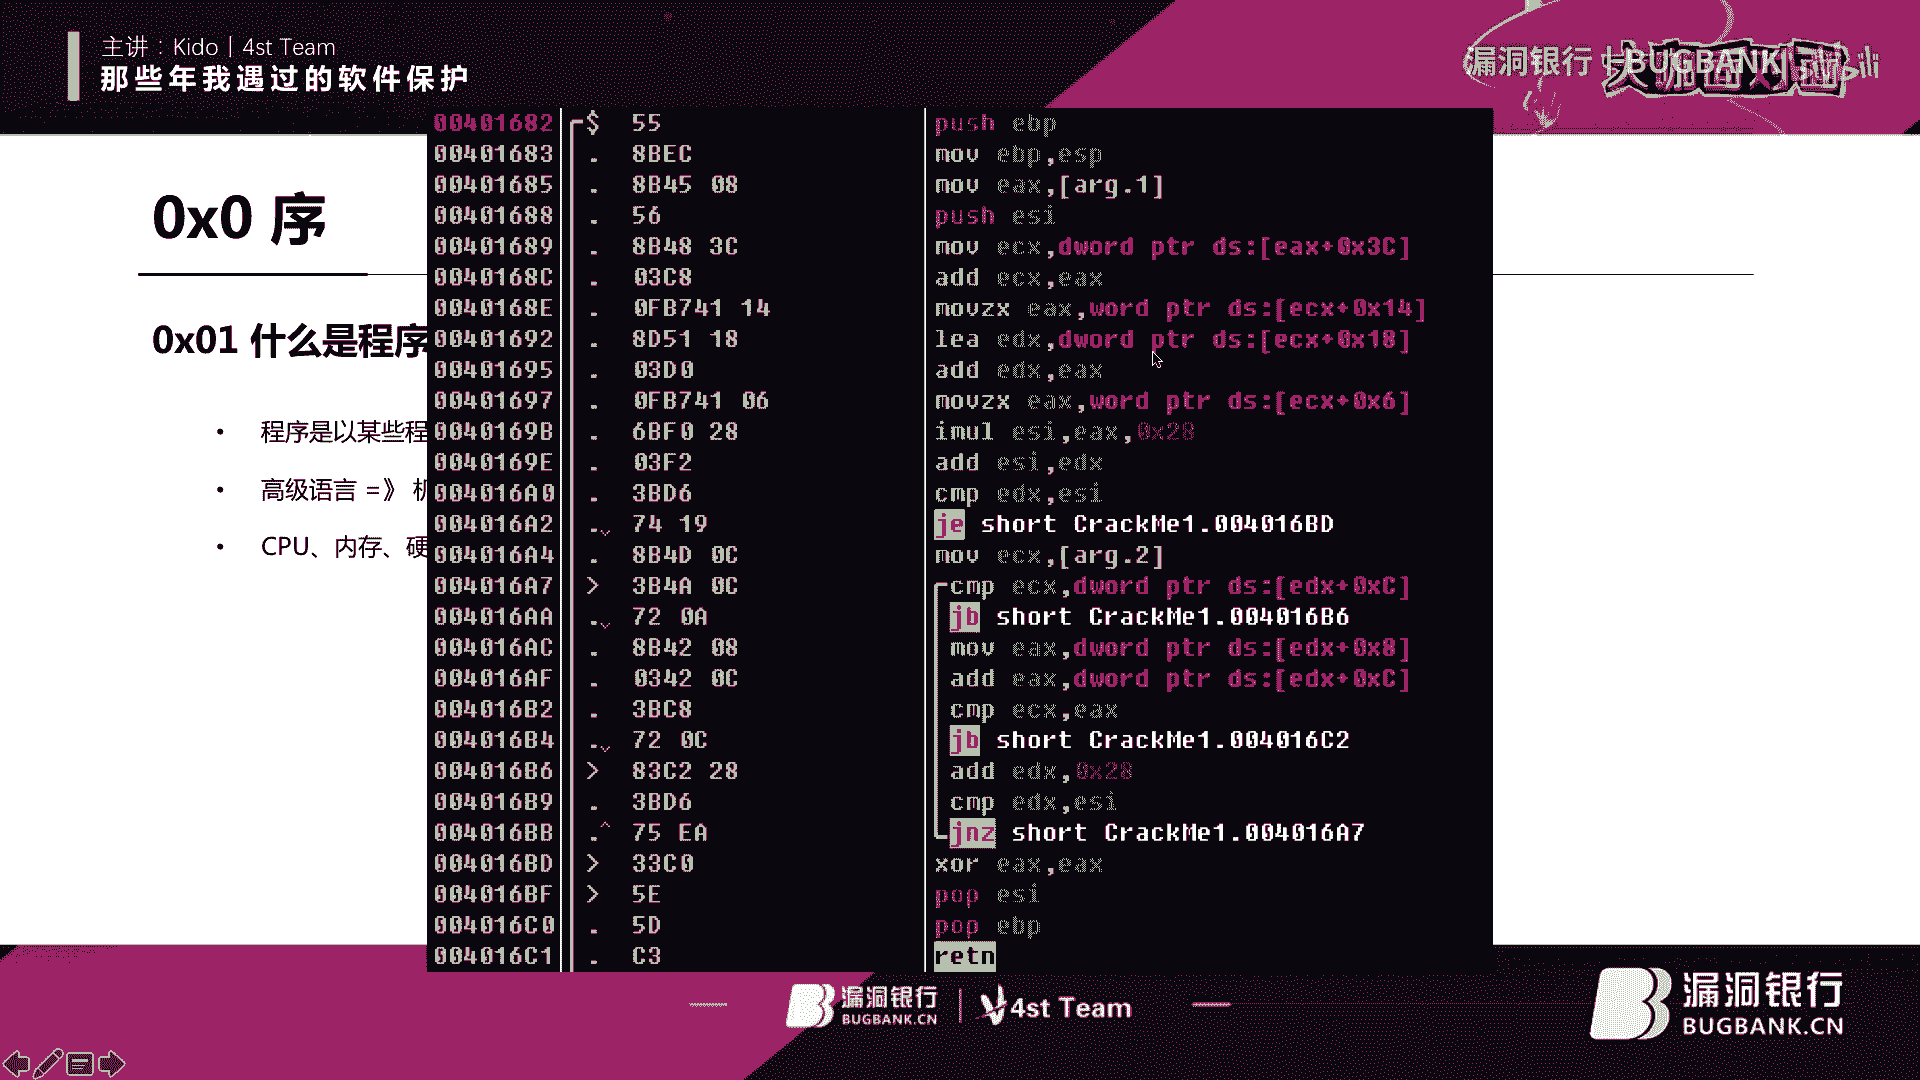 主讲：Kido | 4st Team
那些年我遇过的软件保护
漏洞银行 BUGBANK
0x0 序
0x01 什么是程序
程序是以某些程
高级语言 =》 机
CPU、内存、硬
00401682 $ 55 push ebp
00401683 . 8BEC mov ebp,esp
00401685 . 8B45 08 mov eax,[arg.1]
00401688 . 56 push esi
00401689 . 8B48 3C mov ecx,dword ptr ds:[eax+0x3C]
0040168C . 03C8 add ecx,eax
0040168E . 0FB741 14 movzx eax,word ptr ds:[ecx+0x14]
00401692 . 8D51 18 lea edx,dword ptr ds:[ecx+0x18]
00401695 . 03D0 add edx,eax
00401697 . 0FB741 06 movzx eax,word ptr ds:[ecx+0x6]
0040169B . 6BF0 28 imul esi,eax,0x28
0040169E . 03F2 add esi,edx
004016A0 . 3BD6 cmp edx,esi
004016A2 . 74 19 je short CrackMe1.004016BD
004016A4 . 8B4D 0C mov ecx,[arg.2]
004016A7 > 3B4A 0C cmp ecx,dword ptr ds:[edx+0xC]
004016AA . 72 0A jb short CrackMe1.004016B6
004016AC . 8B42 08 mov eax,dword ptr ds:[edx+0x8]
004016AF . 0342 0C add eax,dword ptr ds:[edx+0xC]
004016B2 . 3BC8 cmp ecx,eax
004016B4 . 72 0C jb short CrackMe1.004016C2
004016B6 > 83C2 28 add edx,0x28
004016B9 . 3BD6 cmp edx,esi
004016BB . 75 EA jnz short CrackMe1.004016A7
004016BD > 33C0 xor eax,eax
004016BF > 5E pop esi
004016C0 . 5D pop ebp
004016C1 . C3 retn
漏洞银行 BUGBANK.CN | 4st Team
漏洞银行
BUGBANK.CN